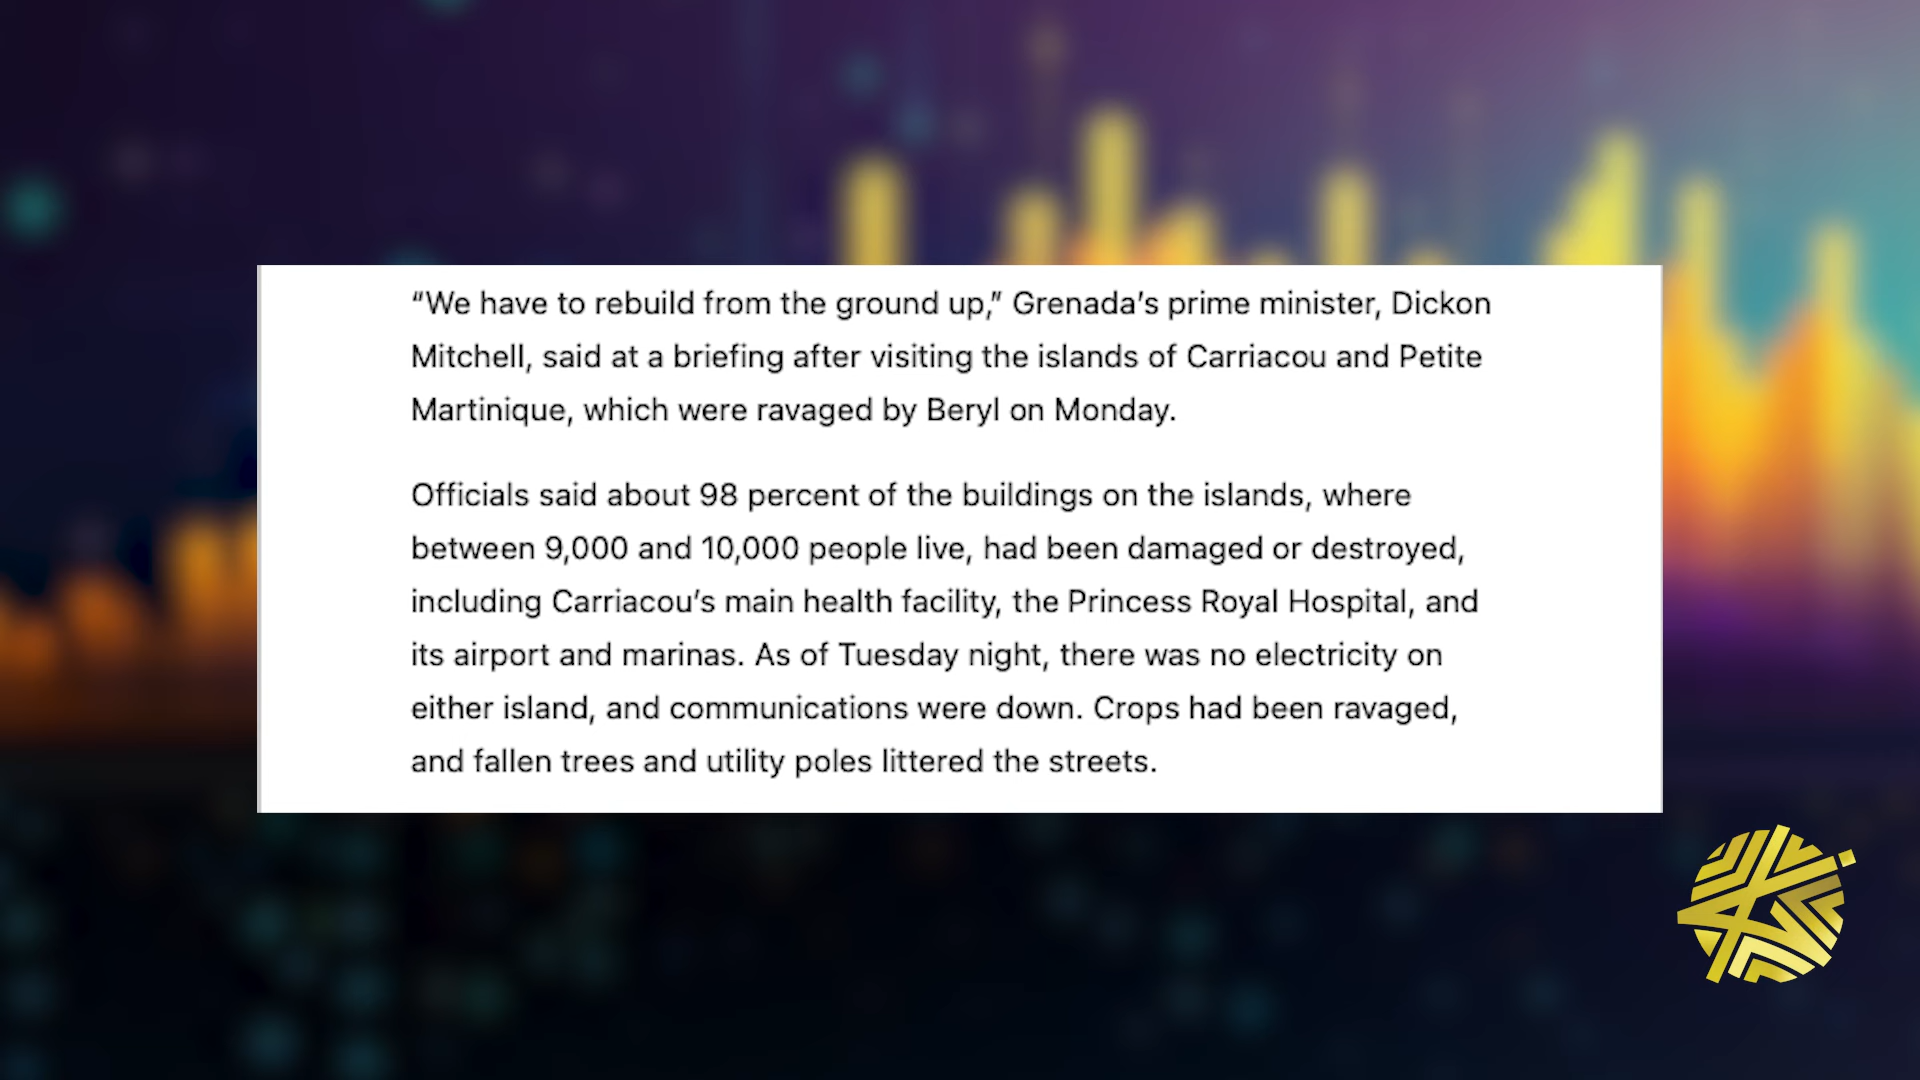 “We have to rebuild from the ground up,” Grenada’s prime minister, Dickon
Mitchell, said at a briefing after visiting the islands of Carriacou and Petite
Martinique, which were ravaged by Beryl on Monday.
Officials said about 98 percent of the buildings on the islands, where
between 9,000 and 10,000 people live, had been damaged or destroyed,
including Carriacou’s main health facility, the Princess Royal Hospital, and
its airport and marinas. As of Tuesday night, there was no electricity on
either island, and communications were down. Crops had been ravaged,
and fallen trees and utility poles littered the streets.